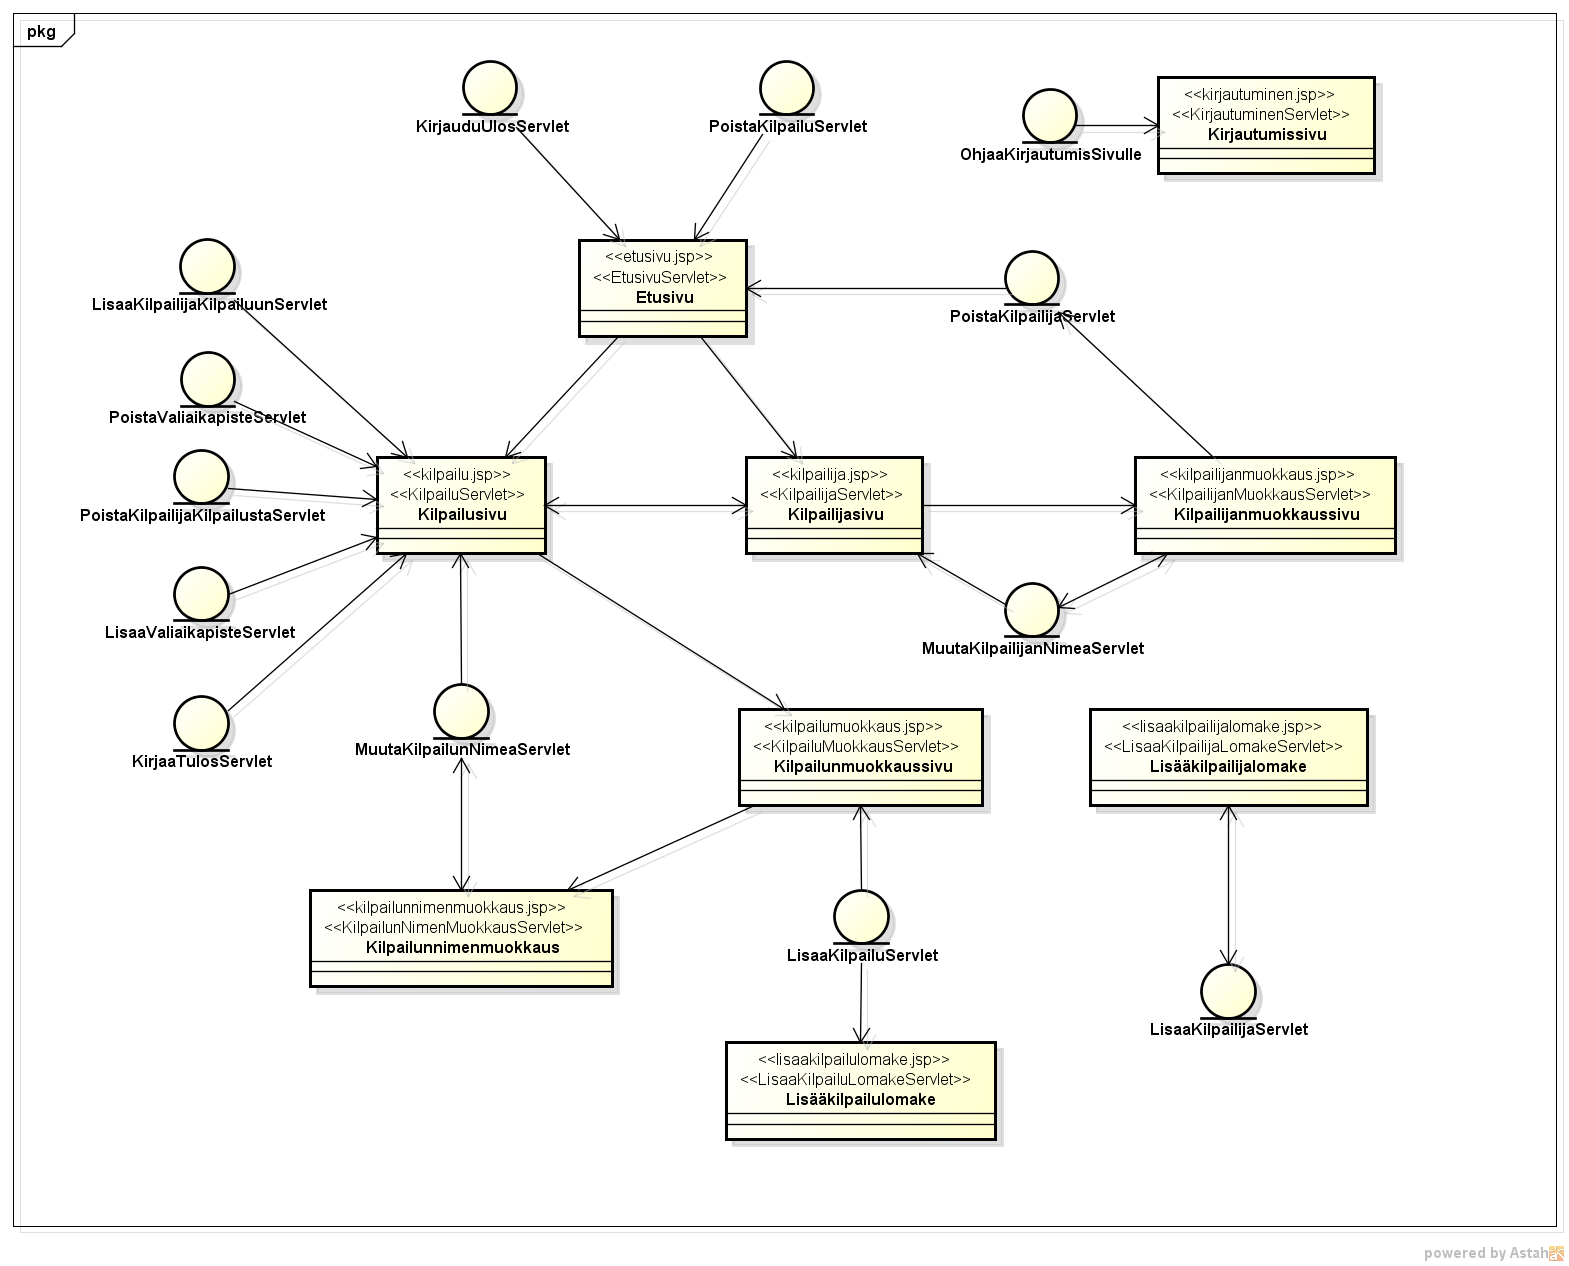 pkg
KirjauduUlosServlet
PoistaKilpailuServlet
OhjaaKirjautumisSivulle
<<kirjautuminen.jsp>>
<<KirjautuminenServlet>>
Kirjautumissivu
<<etusivu.jsp>>
<<EtusivuServlet>>
Etusivu
LisaaKilpailijaKilpailuunServlet
PoistaKilpailijaServlet
PoistaValiaikapisteServlet
PoistaKilpailijaKilpailustaServlet
<<kilpailu.jsp>>
<<KilpailuServlet>>
Kilpailusivu
<<kilpailija.jsp>>
<<KilpailijaServlet>>
Kilpailijasivu
<<kilpailijanmuokkaus.jsp>>
<<KilpailijanMuokkausServlet>>
Kilpailijanmuokkaussivu
LisaaValiaikapisteServlet
MuutaKilpailijanNimeaServlet
KirjaaTulosServlet
MuutaKilpailunNimeaServlet
<<kilpailumuokkaus.jsp>>
<<KilpailuMuokkausServlet>>
Kilpailunmuokkaussivu
<<lisaakilpailijalomake.jsp>>
<<LisaaKilpailijaLomakeServlet>>
Lisääkilpailijalomake
<<kilpailunnimenmuokkaus.jsp>>
<<KilpailunNimenMuokkausServlet>>
Kilpailunnimenmuokkaus
LisaaKilpailuServlet
LisaaKilpailijaServlet
<<lisaakilpailulomake.jsp>>
<<LisaaKilpailuLomakeServlet>>
Lisääkilpailulomake
powered by Astah